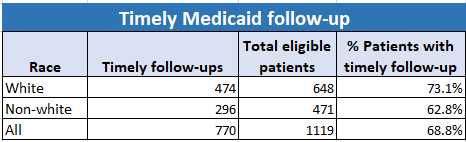 Timely Medicaid follow-up
Race Timely follow-ups Total eligible patients % Patients with timely follow-up
White 474 648 73.1%
Non-white 296 471 62.8%
All 770 1119 68.8%